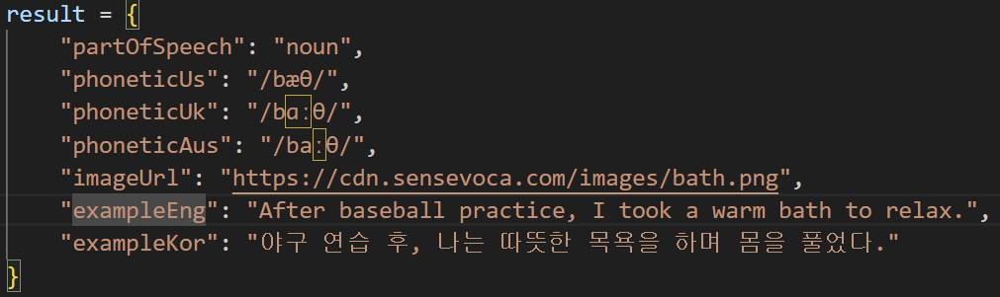 result = {
    "partOfSpeech": "noun",
    "phoneticUs": "/bæθ/",
    "phoneticUk": "/bɑːθ/",
    "phoneticAus": "/baːθ/",
    "imageUrl": "https://cdn.sensevoca.com/images/bath.png",
    "exampleEng": "After baseball practice, I took a warm bath to relax.",
    "exampleKor": "야구 연습 후, 나는 따뜻한 목욕을 하며 몸을 풀었다."
}